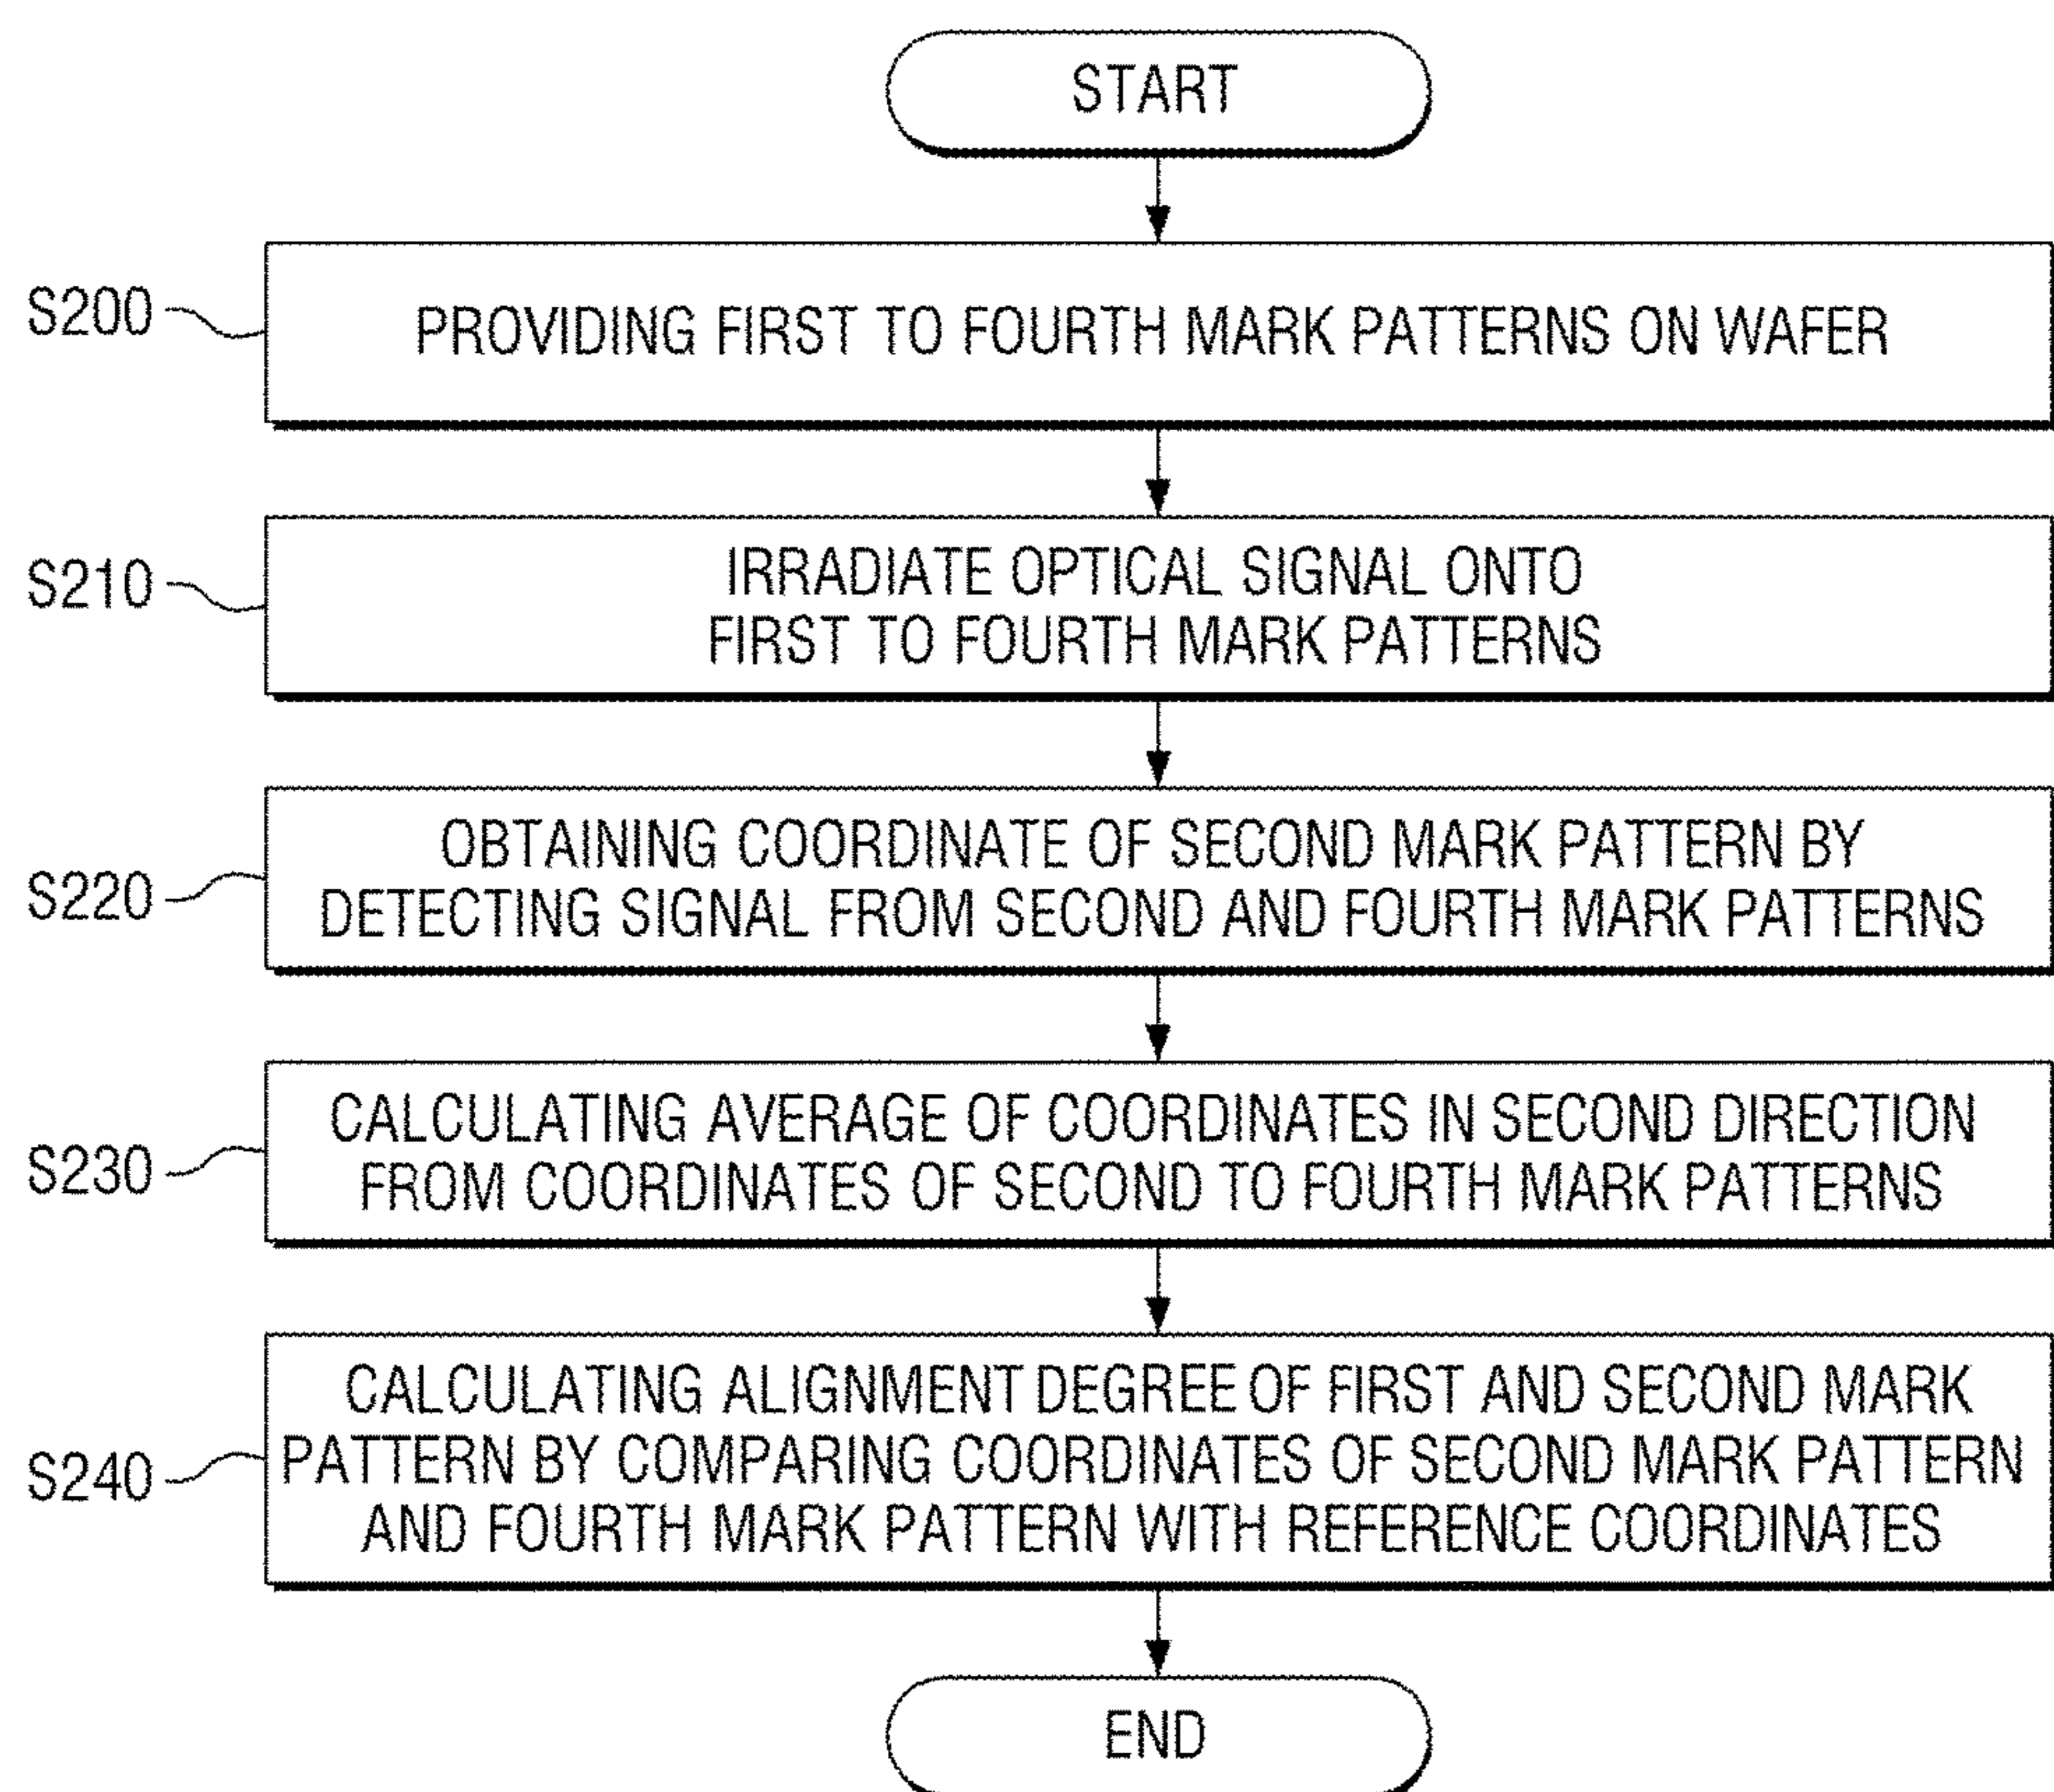 START
S200
PROVIDING FIRST TO FOURTH MARK PATTERNS ON WAFER
S210
IRRADIATE OPTICAL SIGNAL ONTO
FIRST TO FOURTH MARK PATTERNS
S220
OBTAINING COORDINATE OF SECOND MARK PATTERN BY
DETECTING SIGNAL FROM SECOND AND FOURTH MARK PATTERNS
S230
CALCULATING AVERAGE OF COORDINATES IN SECOND DIRECTION
FROM COORDINATES OF SECOND TO FOURTH MARK PATTERNS
S240
CALCULATING ALIGNMENT DEGREE OF FIRST AND SECOND MARK
PATTERN BY COMPARING COORDINATES OF SECOND MARK PATTERN
AND FOURTH MARK PATTERN WITH REFERENCE COORDINATES
END